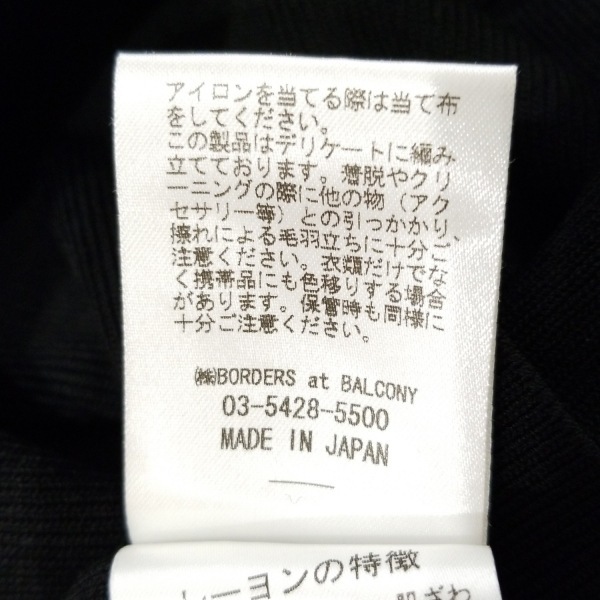 アイロンを当てる際は当て布
をしてください。
この製品はデリケートに編み
立てております。着脱やクリ
ーニングの際に他の物（アク
セサリー等）との引っかかり、
擦れによる毛羽立ちに十分ご
注意ください。衣類だけでな
く携帯品にも色移りする場合
があります。保管時も同様に
十分ご注意ください。
㈱BORDERS at BALCONY
03-5428-5500
MADE IN JAPAN
レーヨンの特徴